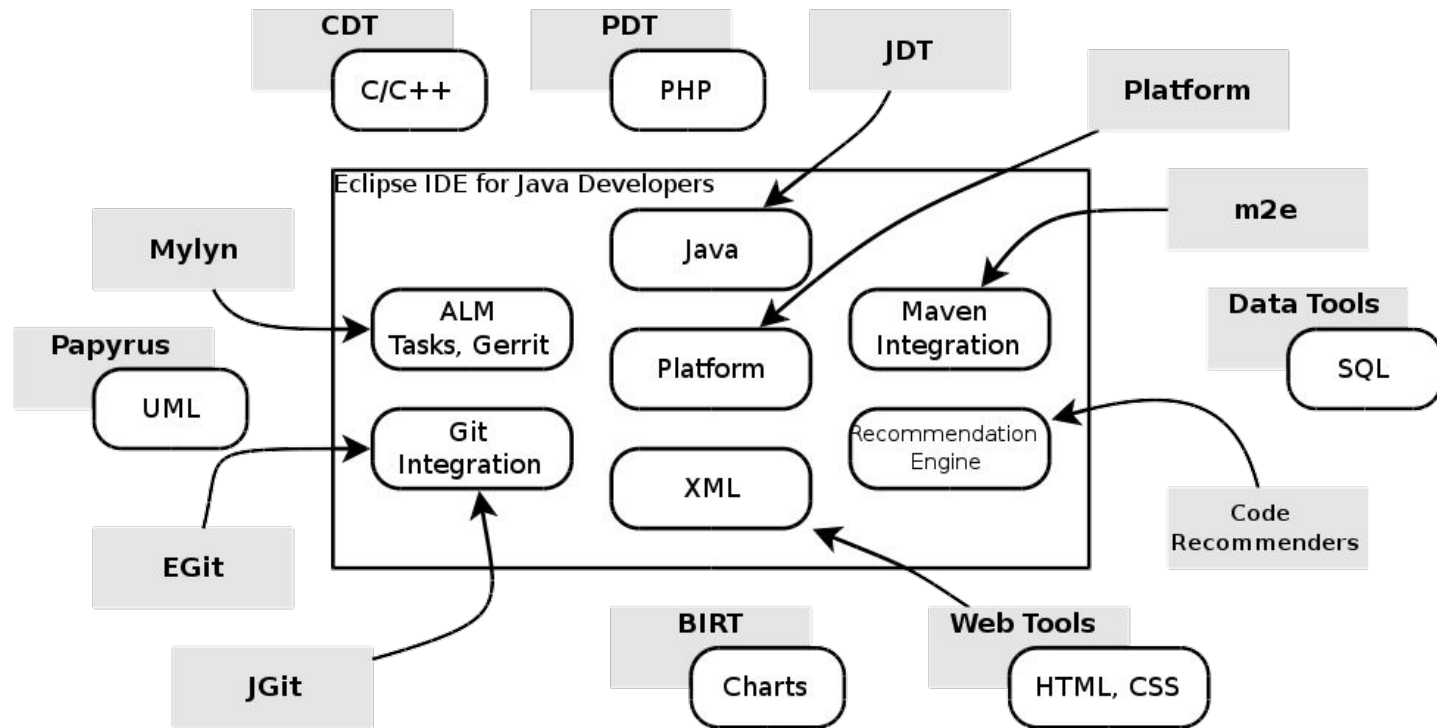 CDT
C/C++
PDT
PHP
JDT
Platform
Eclipse IDE for Java Developers
Java
m2e
Mylyn
ALM
Tasks, Gerrit
Maven
Integration
Data Tools
SQL
Platform
Papyrus
UML
Git
Integration
Recommendation
Engine
XML
Code
Recommenders
EGit
BIRT
Charts
Web Tools
HTML, CSS
JGit